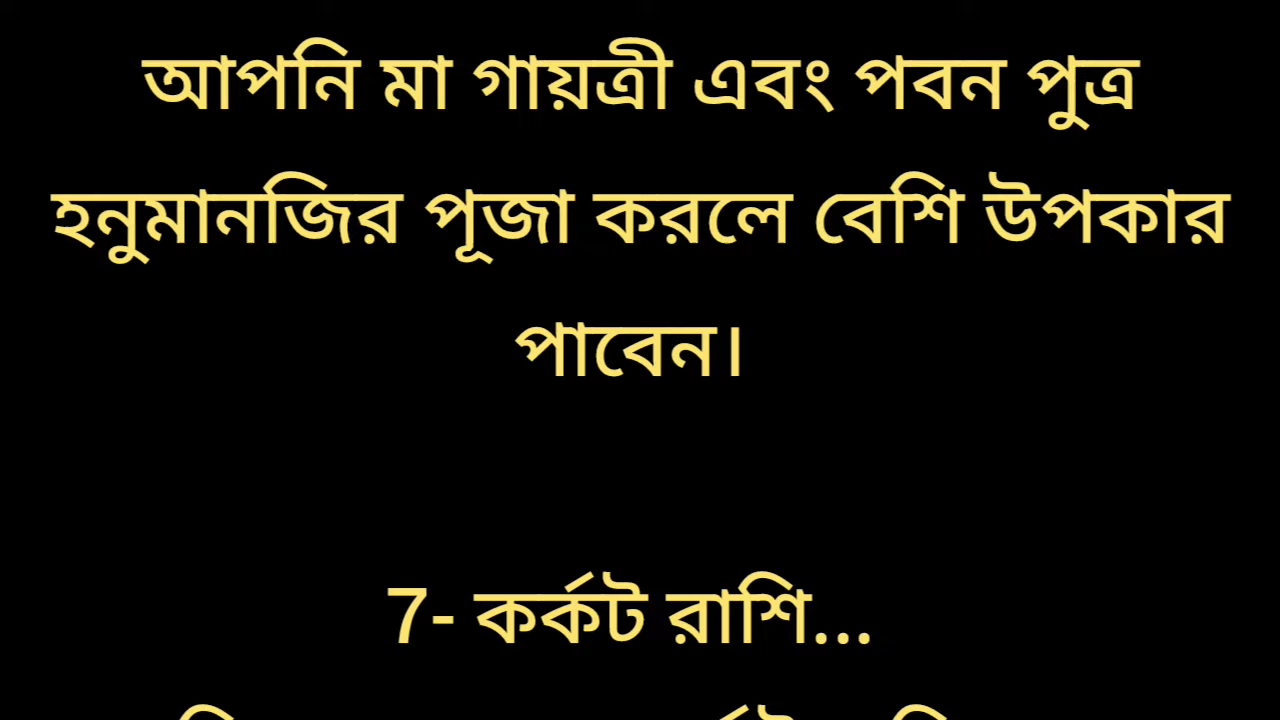 আপনি মা গায়ত্রী এবং পবন পুত্র
হনুমানজির পূজা করলে বেশি উপকার
পাবেন।
7- কর্কট রাশি...